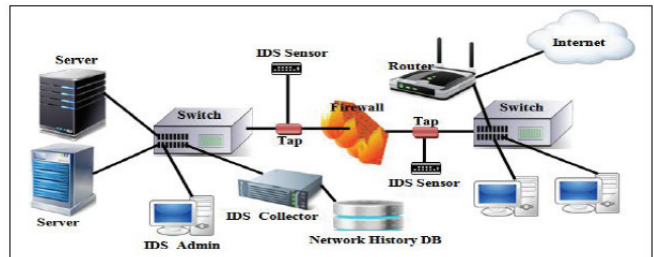 Server
IDS Sensor
Router
Internet
Switch
Firewall
Tap
Tap
Switch
IDS Sensor
Server
IDS Collector
IDS Admin
Network History DB